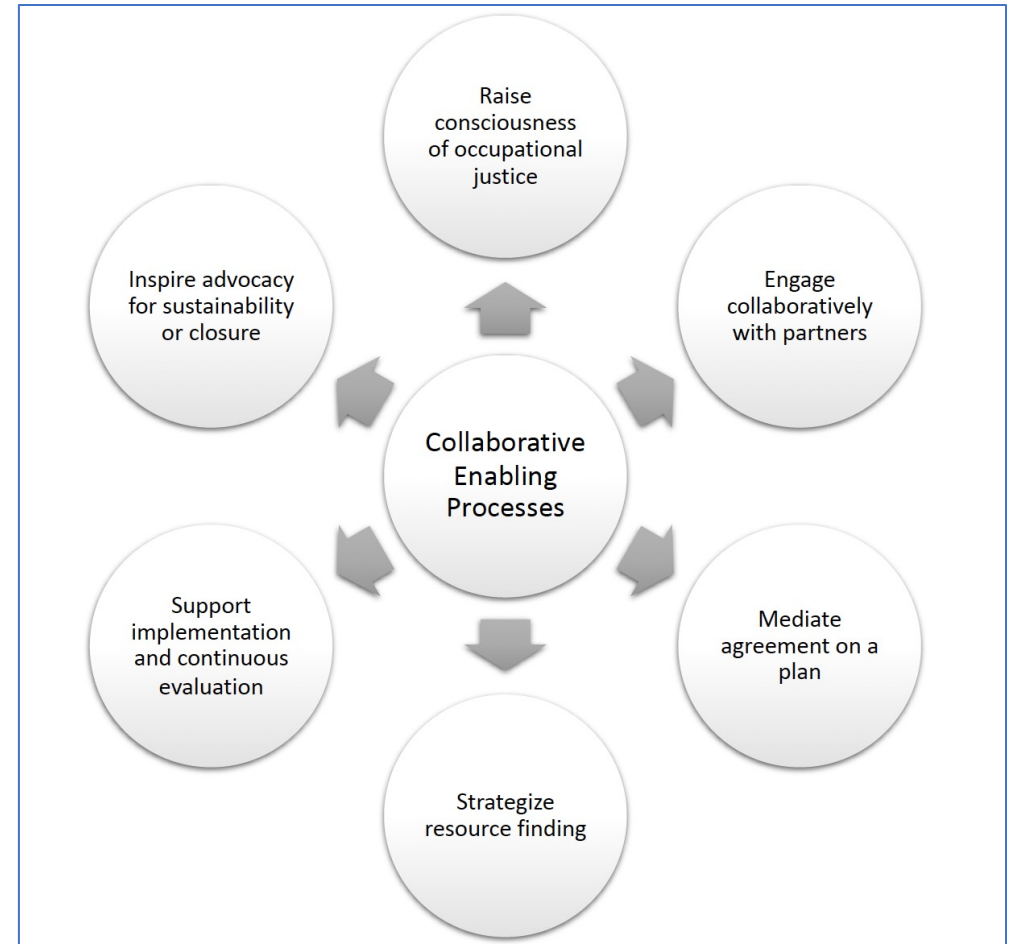 Raise
consciousness
of occupational
justice
Engage
collaboratively
with partners
Mediate
agreement on a
plan
Strategize
resource finding
Support
implementation
and continuous
evaluation
Inspire advocacy
for sustainability
or closure
Collaborative
Enabling
Processes